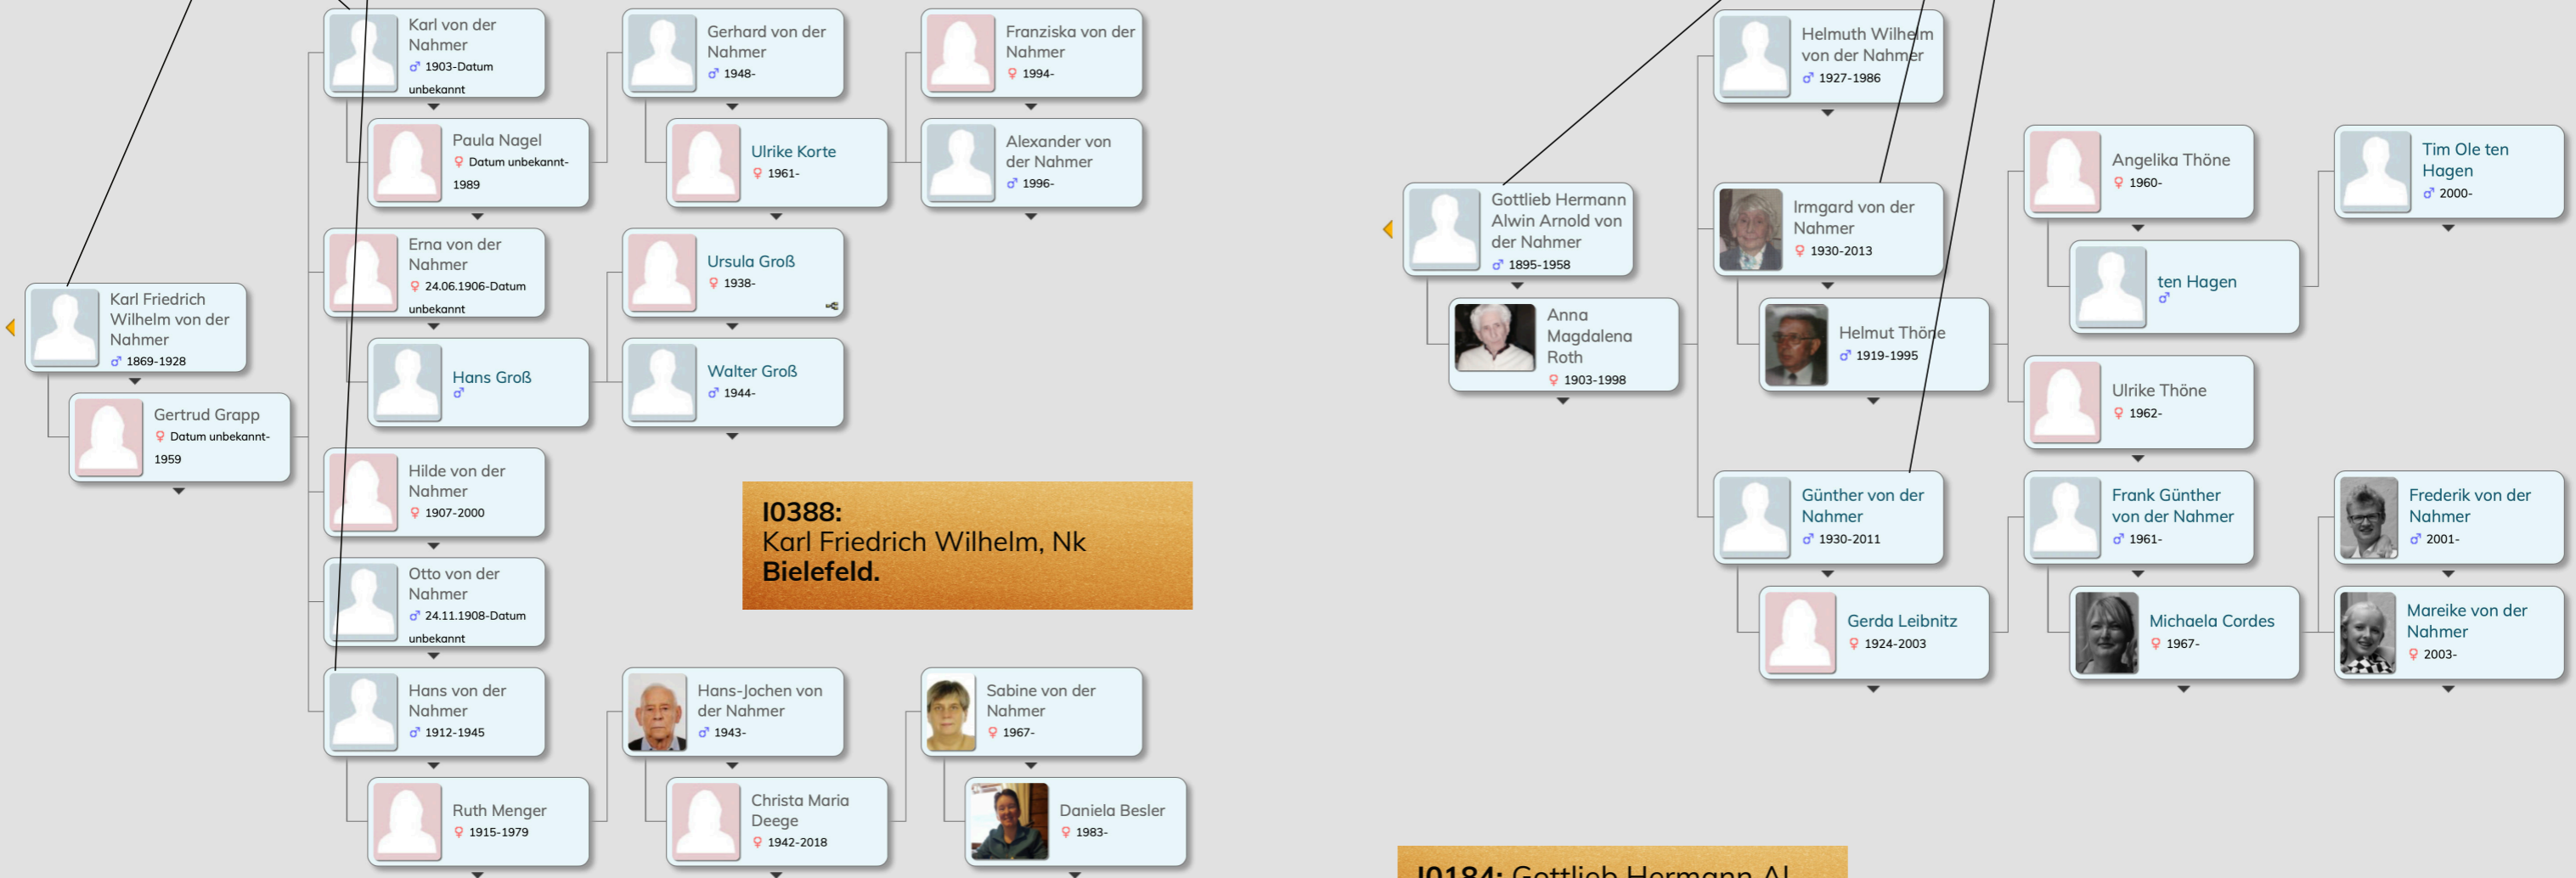 Karl Friedrich
Wilhelm von der
Nahmer
♂ 1869-1928
Gertrud Grapp
♀ Datum unbekannt-
1959
Karl von der
Nahmer
♂ 1903-Datum
unbekannt
Paula Nagel
♀ Datum unbekannt-
1989
Erna von der
Nahmer
♀ 24.06.1906-Datum
unbekannt
Hans Groß
♂
Hilde von der
Nahmer
♀ 1907-2000
Otto von der
Nahmer
♂ 24.11.1908-Datum
unbekannt
Hans von der
Nahmer
♂ 1912-1945
Ruth Menger
♀ 1915-1979
Gerhard von der
Nahmer
♂ 1948-
Ulrike Korte
♀ 1961-
Ursula Groß
♀ 1938-
Walter Groß
♂ 1944-
Hans-Jochen von
der Nahmer
♂ 1943-
Christa Maria
Deege
♀ 1942-2018
Franziska von der
Nahmer
♀ 1994-
Alexander von
der Nahmer
♂ 1996-
Sabine von der
Nahmer
♀ 1967-
Daniela Besler
♀ 1983-
I0388:
Karl Friedrich Wilhelm, Nk
Bielefeld.
Gottlieb Hermann
Alwin Arnold von
der Nahmer
♂ 1895-1958
Anna
Magdalena
Roth
♀ 1903-1998
Helmuth Wilhelm
von der Nahmer
♂ 1927-1986
Irmgard von der
Nahmer
♀ 1930-2013
Helmut Thöne
♂ 1919-1995
Günther von der
Nahmer
♂ 1930-2011
Gerda Leibnitz
♀ 1924-2003
Angelika Thöne
♀ 1960-
ten Hagen
♂
Ulrike Thöne
♀ 1962-
Frank Günther
von der Nahmer
♂ 1961-
Michaela Cordes
♀ 1967-
Tim Ole ten
Hagen
♂ 2000-
Frederik von der
Nahmer
♂ 2001-
Mareike von der
Nahmer
♀ 2003-
I0184: Gottlieb Hermann Al